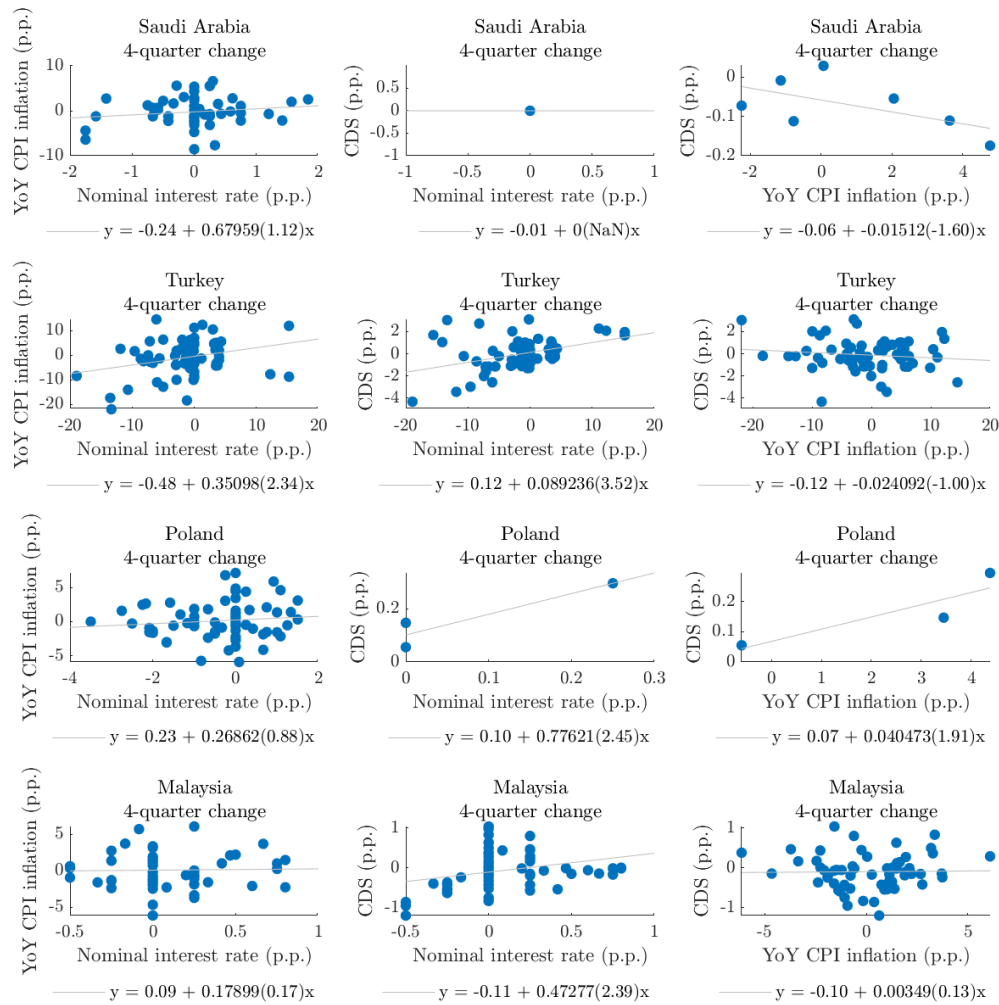 Saudi Arabia
4-quarter change
YoY CPI inflation (p.p.)
10
0
-10
-2
-1
0
1
2
Nominal interest rate (p.p.)
y = -0.24 + 0.67959(1.12)x
Saudi Arabia
4-quarter change
CDS (p.p.)
0.5
0
-0.5
-1
-1
-0.5
0
0.5
1
Nominal interest rate (p.p.)
y = -0.01 + 0(NaN)x
Saudi Arabia
4-quarter change
CDS (p.p.)
0
-0.1
-0.2
-2
0
2
4
YoY CPI inflation (p.p.)
y = -0.06 + -0.01512(-1.60)x
Turkey
4-quarter change
YoY CPI inflation (p.p.)
10
0
-10
-20
-20
-10
0
10
20
Nominal interest rate (p.p.)
y = -0.48 + 0.35098(2.34)x
Turkey
4-quarter change
CDS (p.p.)
2
0
-2
-4
-20
-10
0
10
20
Nominal interest rate (p.p.)
y = 0.12 + 0.089236(3.52)x
Turkey
4-quarter change
CDS (p.p.)
2
0
-2
-4
-20
-10
0
10
20
YoY CPI inflation (p.p.)
y = -0.12 + -0.024092(-1.00)x
Poland
4-quarter change
YoY CPI inflation (p.p.)
5
0
-5
-4
-2
0
2
Nominal interest rate (p.p.)
y = 0.23 + 0.26862(0.88)x
Poland
4-quarter change
CDS (p.p.)
0.2
0
0
0.1
0.2
0.3
Nominal interest rate (p.p.)
y = 0.10 + 0.77621(2.45)x
Poland
4-quarter change
CDS (p.p.)
0.2
0.1
0
0
1
2
3
4
YoY CPI inflation (p.p.)
y = 0.07 + 0.040473(1.91)x
Malaysia
4-quarter change
YoY CPI inflation (p.p.)
5
0
-5
-0.5
0
0.5
1
Nominal interest rate (p.p.)
y = 0.09 + 0.17899(0.17)x
Malaysia
4-quarter change
CDS (p.p.)
1
0
-1
-0.5
0
0.5
1
Nominal interest rate (p.p.)
y = -0.11 + 0.47277(2.39)x
Malaysia
4-quarter change
CDS (p.p.)
1
0
-1
-5
0
5
YoY CPI inflation (p.p.)
y = -0.10 + 0.00349(0.13)x